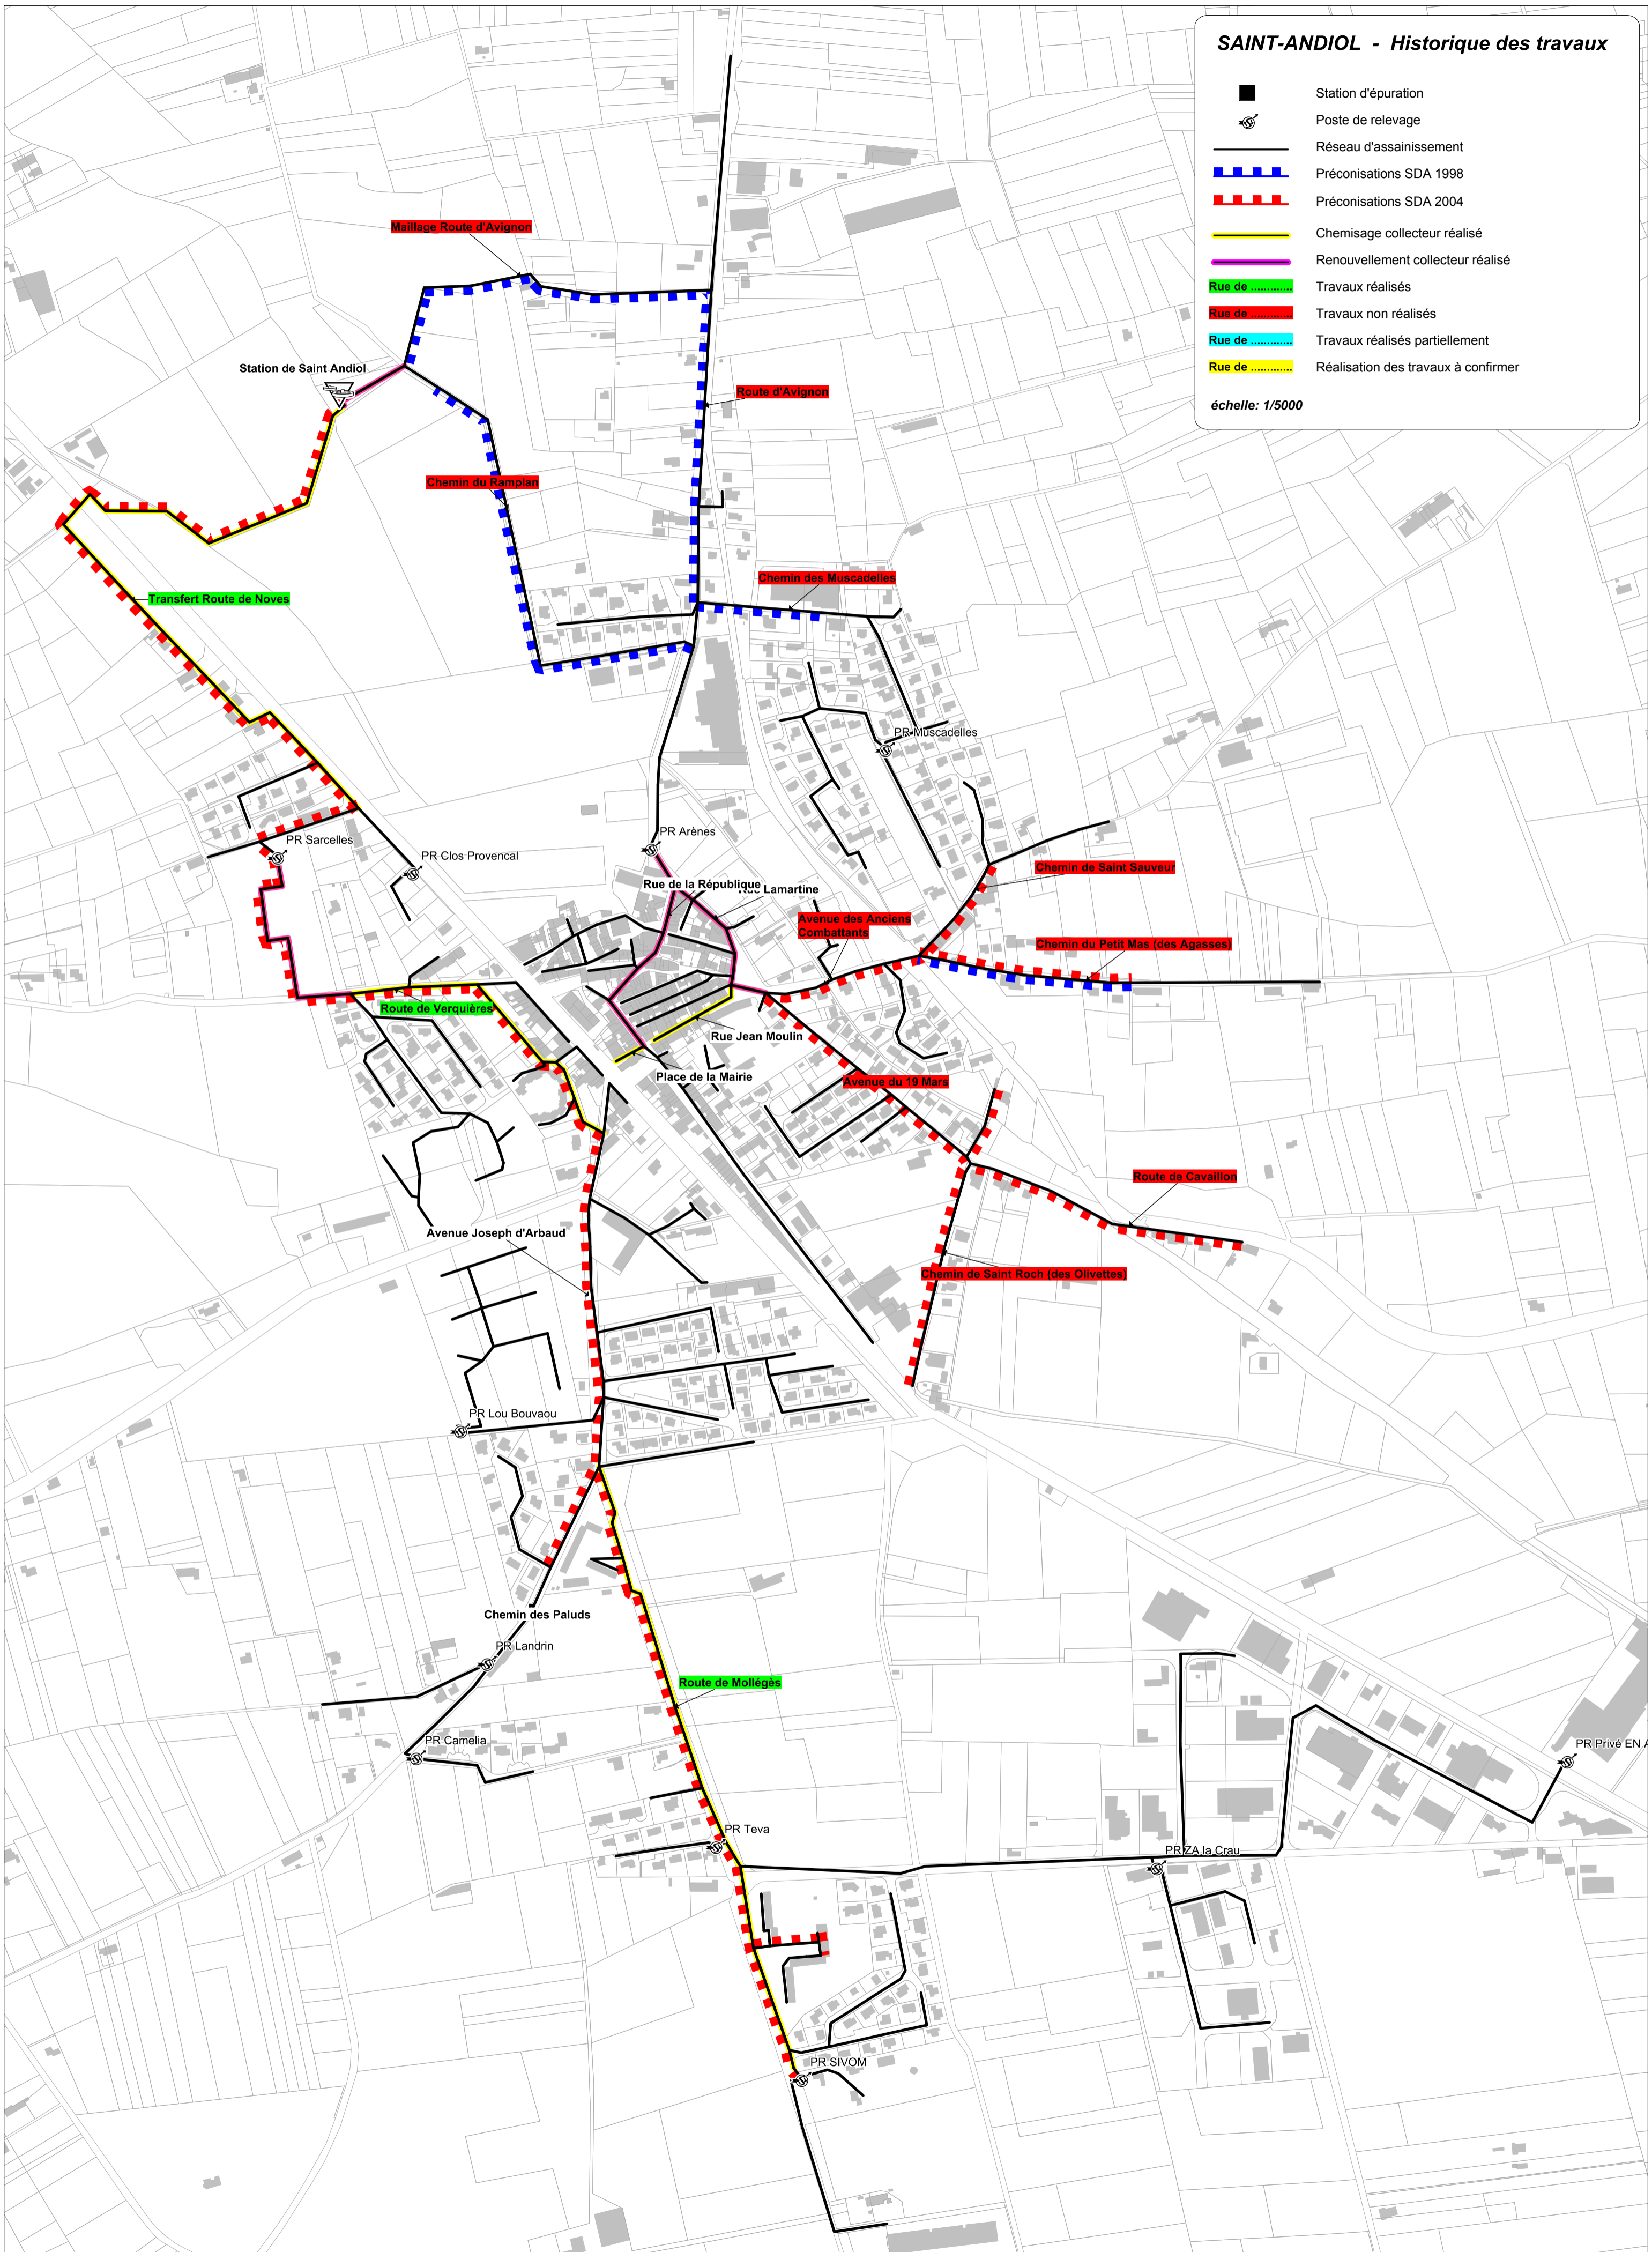 SAINT-ANDIOL - Historique des travaux
Station d'épuration
Poste de relevage
Réseau d'assainissement
Préconisations SDA 1998
Préconisations SDA 2004
Chemisage collecteur réalisé
Renouvellement collecteur réalisé
Rue de ............. Travaux réalisés
Rue de ............. Travaux non réalisés
Rue de ............. Travaux réalisés partiellement
Rue de ............. Réalisation des travaux à confirmer
échelle: 1/5000
Maillage Route d'Avignon
Station de Saint Andiol
Route d'Avignon
Chemin du Ramplan
Chemin des Muscadelles
Transfert Route de Noves
PR Muscadelles
PR Arènes
PR Sarcelles
PR Clos Provencal
Chemin de Saint Sauveur
Rue de la République
Rue Lamartine
Avenue des Anciens
Combattants
Chemin du Petit Mas (des Agasses)
Route de Verquières
Rue Jean Moulin
Place de la Mairie
Avenue du 19 Mars
Route de Cavaillon
Avenue Joseph d'Arbaud
Chemin de Saint Roch (des Olivettes)
PR Lou Bouvaou
Chemin des Paluds
PR Landrin
Route de Mollégès
PR Camelia
PR Privé EN A
PR Teva
PR ZA la Crau
PR SIVOM